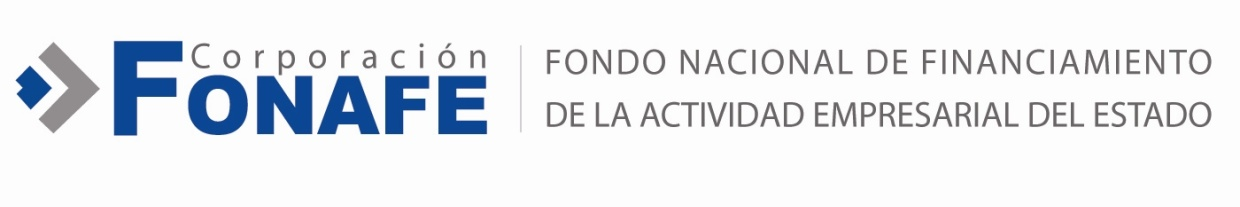 Corporación
FONAFE
FONDO NACIONAL DE FINANCIAMIENTO
DE LA ACTIVIDAD EMPRESARIAL DEL ESTADO